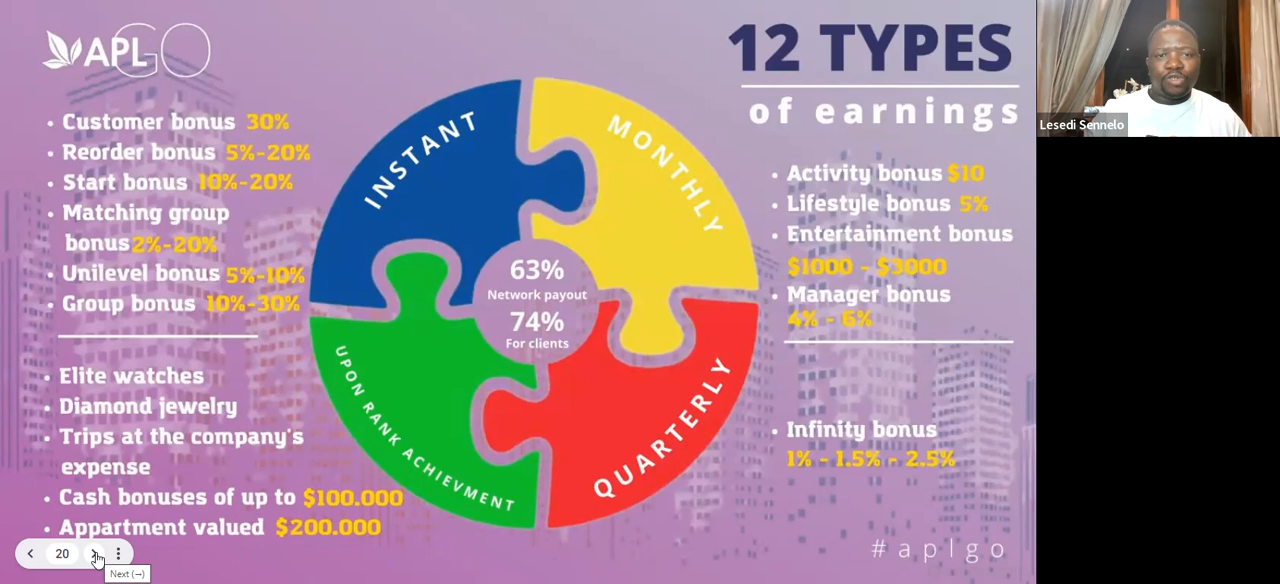 APLGO
12 TYPES
of earnings
• Customer bonus 30%
• Reorder bonus 5%-20%
• Start bonus 10%-20%
• Matching group
bonus 2%-20%
• Unilevel bonus 5%-10%
• Group bonus 10%-30%
• Elite watches
• Diamond jewelry
• Trips at the company's
expense
• Cash bonuses of up to $100.000
• Appartment valued $200.000
INSTANT
MONTHLY
63%
Network payout
74%
For clients
UPON RANK ACHIEVMENT
QUARTERLY
• Activity bonus $10
• Lifestyle bonus 5%
• Entertainment bonus
$1000 - $3000
• Manager bonus
4% - 6%
• Infinity bonus
1% - 1.5% - 2.5%
#aplgo
Lesedi Sennelo
20
Next (→)